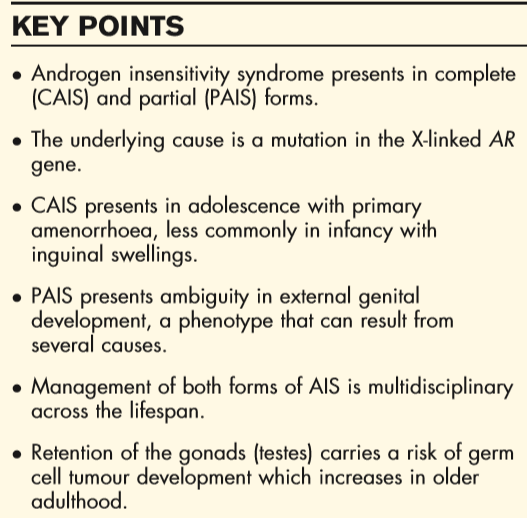 KEY POINTS
• Androgen insensitivity syndrome presents in complete
(CAIS) and partial (PAIS) forms.
• The underlying cause is a mutation in the X-linked AR
gene.
• CAIS presents in adolescence with primary
amenorrhoea, less commonly in infancy with
inguinal swellings.
• PAIS presents ambiguity in external genital
development, a phenotype that can result from
several causes.
• Management of both forms of AIS is multidisciplinary
across the lifespan.
• Retention of the gonads (testes) carries a risk of germ
cell tumour development which increases in older
adulthood.